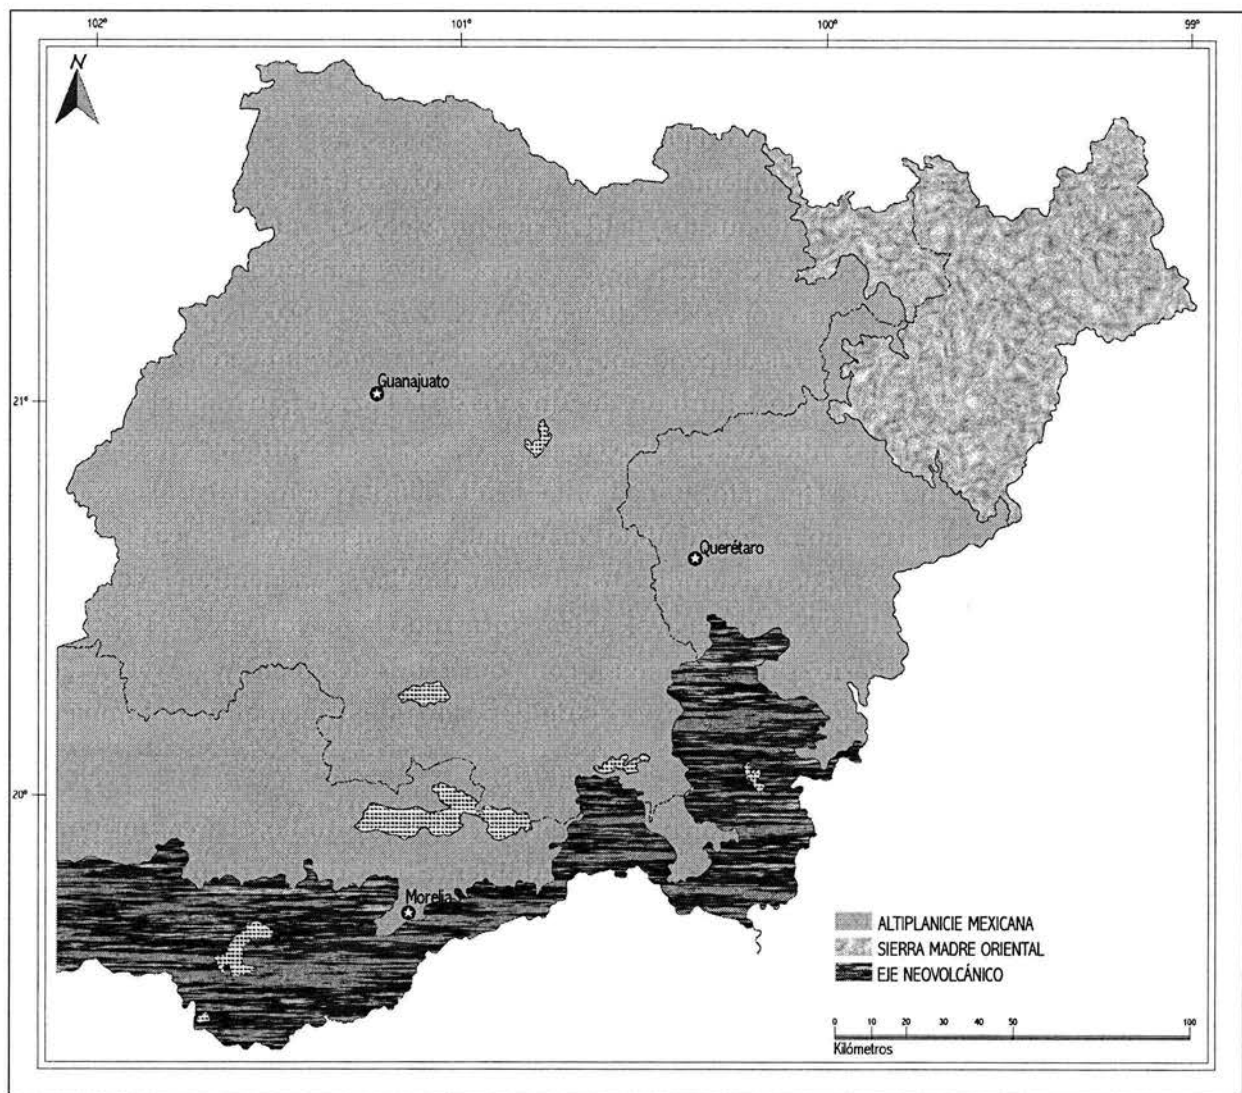 102° 101° 100° 99°
N
Guanajuato
21°
Querétaro
20°
Morelia
ALTIPLANICIE MEXICANA
SIERRA MADRE ORIENTAL
EJE NEOVOLCÁNICO
0 10 20 30 40 50 100
Kilómetros